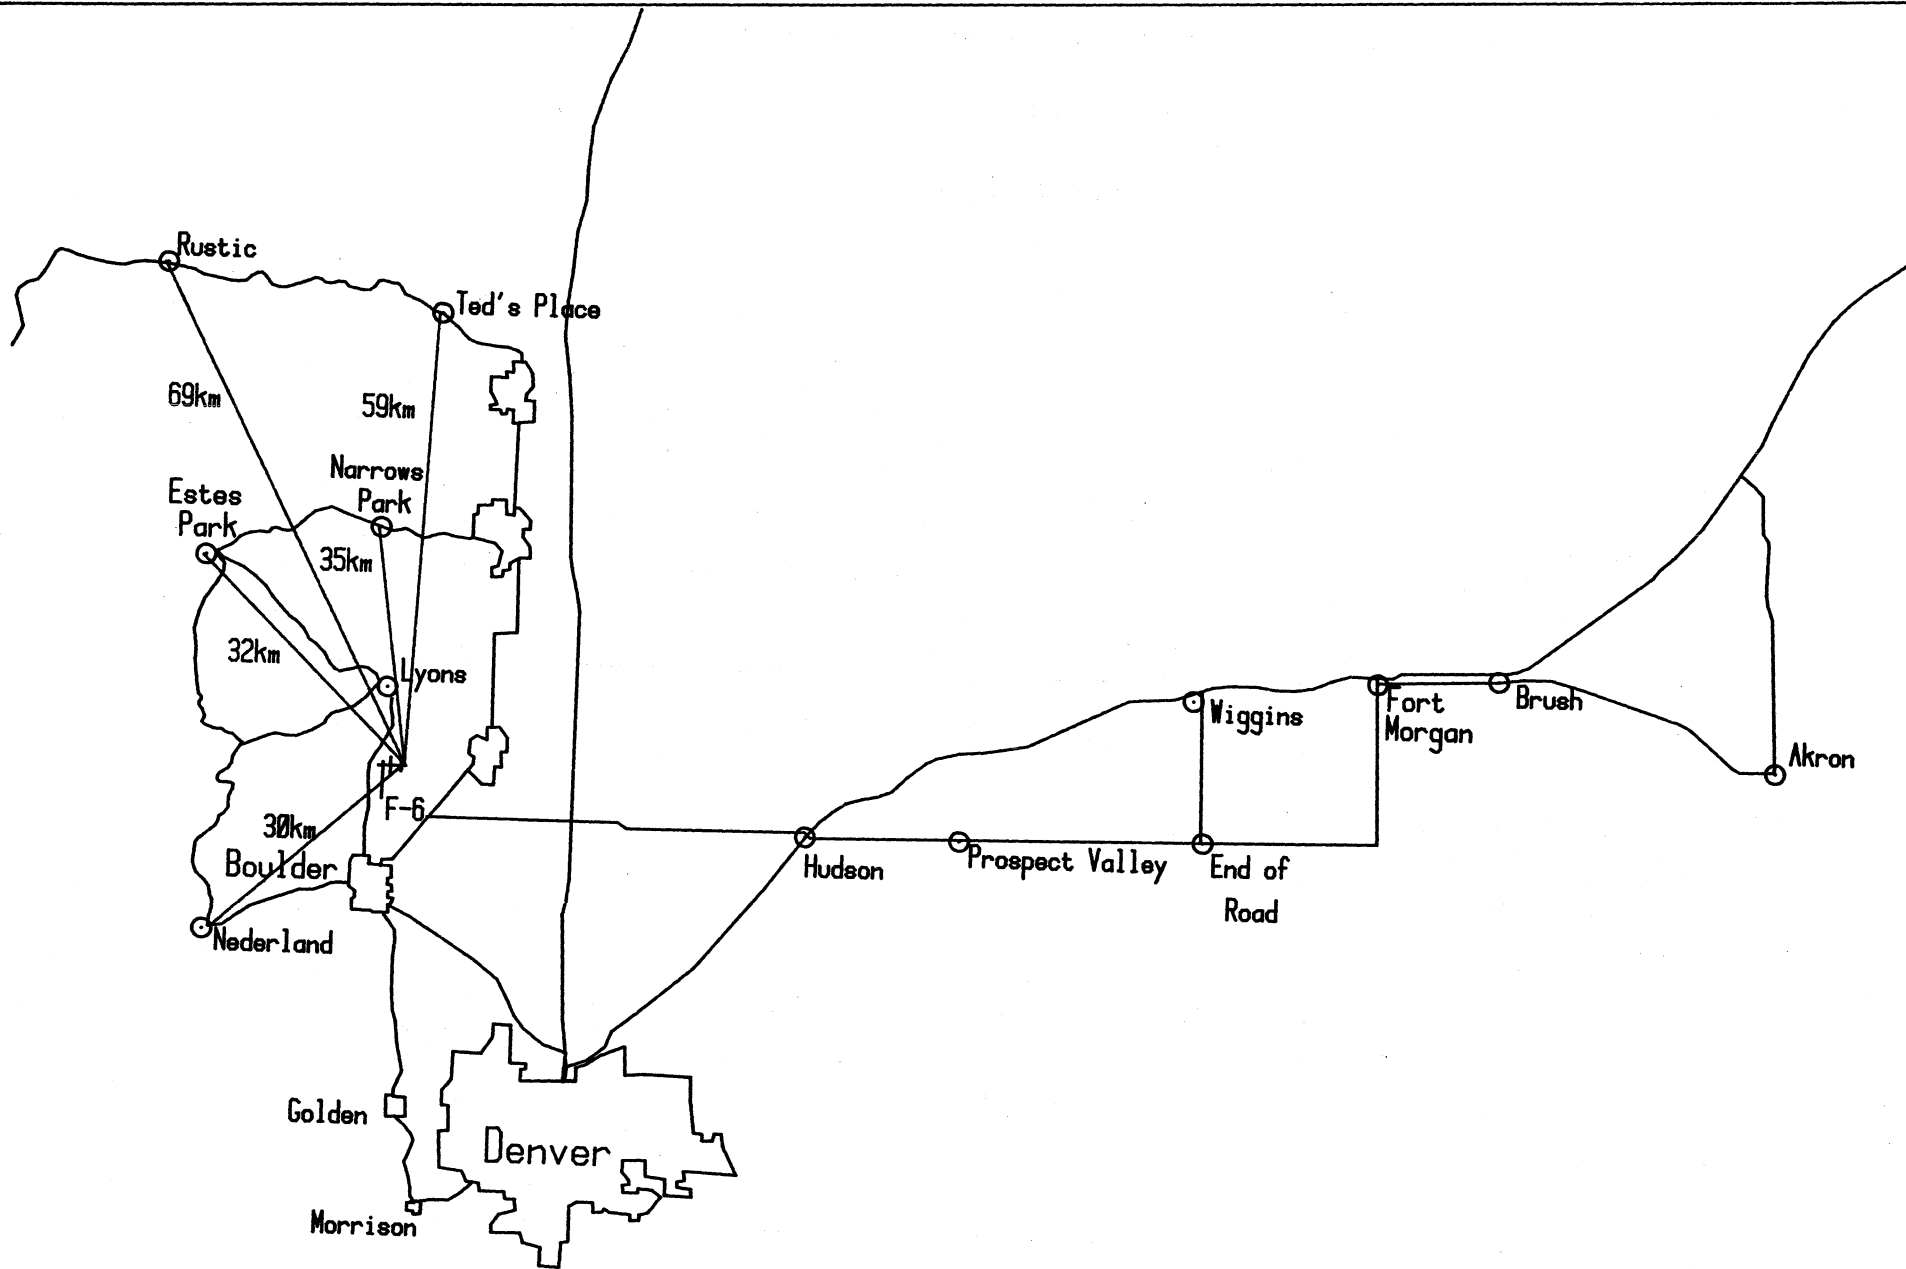 Rustic
Ted's Place
69km
59km
Narrows
Park
Estes
Park
35km
32km
Lyons
F-6
30km
Boulder
Nederland
Wiggins
Fort
Morgan
Brush
Akron
Hudson
Prospect Valley
End of
Road
Golden
Denver
Morrison